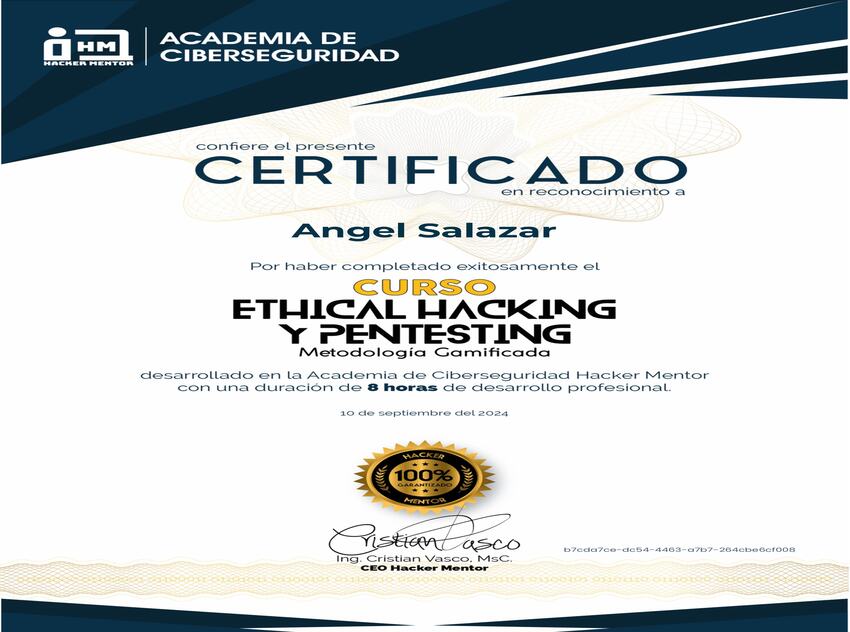 HM
HACKER MENTOR
ACADEMIA DE
CIBERSEGURIDAD
confiere el presente
CERTIFICADO
en reconocimiento a
Angel Salazar
Por haber completado exitosamente el
CURSO
ETHICAL HACKING
Y PENTESTING
Metodología Gamificada
desarrollado en la Academia de Ciberseguridad Hacker Mentor
con una duración de 8 horas de desarrollo profesional.
10 de septiembre del 2024
HACKER
100%
GARANTIZADO
MENTOR
Cristian Vasco
Ing. Cristian Vasco, MsC.
CEO Hacker Mentor
b7cda7ce-dc54-4463-a7b7-264cbe6cf008